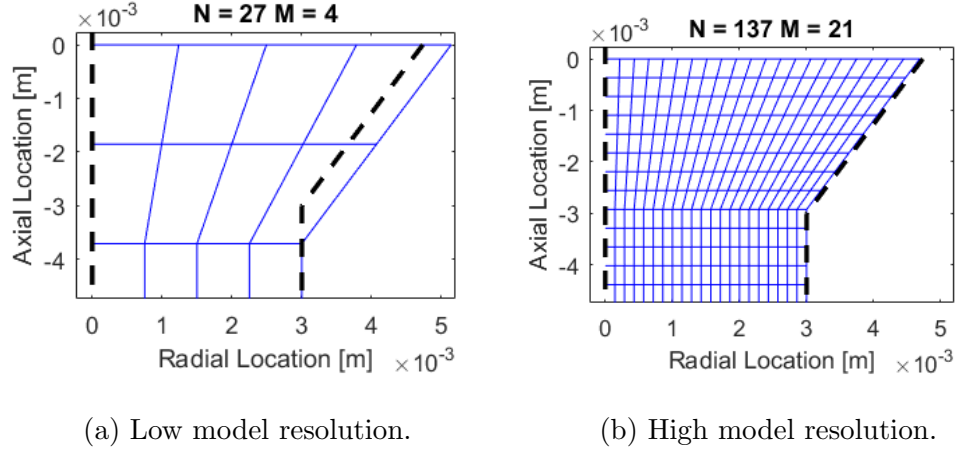 ×10⁻³ N = 27 M = 4
0
-1
-2
-3
-4
Axial Location [m]
0 1 2 3 4 5
Radial Location [m] ×10⁻³
(a) Low model resolution.
×10⁻³ N = 137 M = 21
0
-1
-2
-3
-4
Axial Location [m]
0 1 2 3 4 5
Radial Location [m] ×10⁻³
(b) High model resolution.